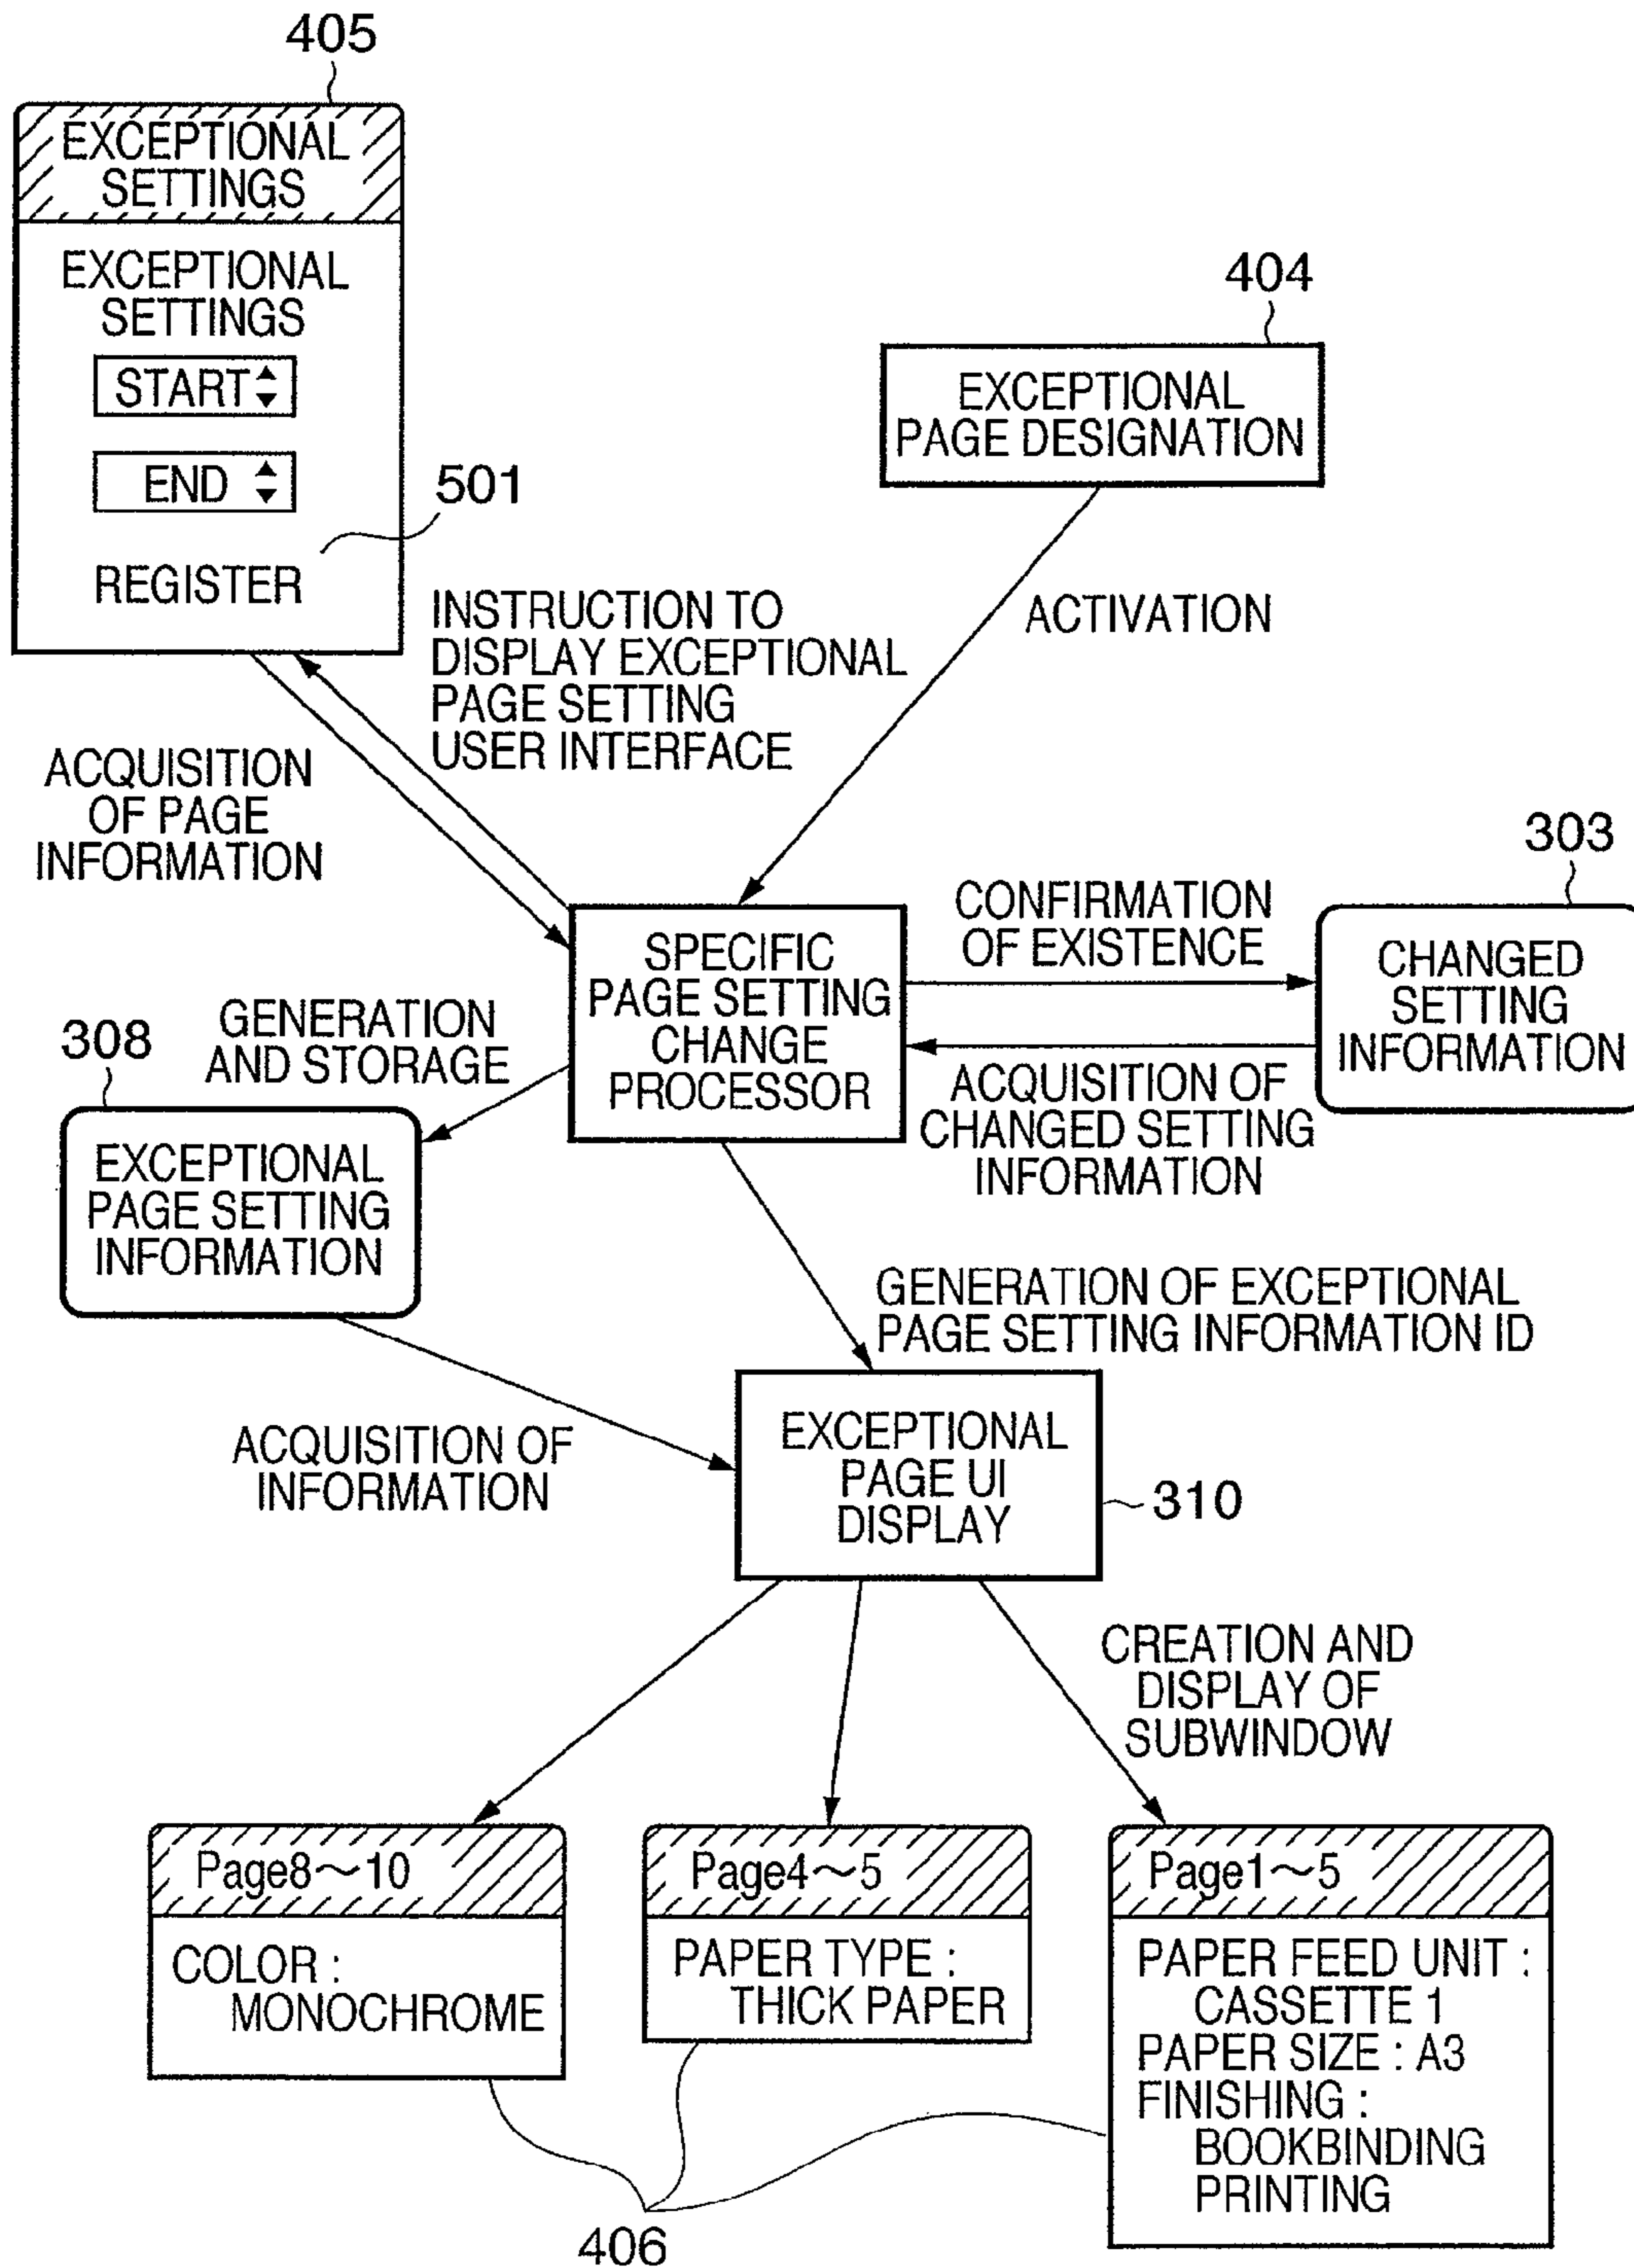 405
EXCEPTIONAL
SETTINGS
EXCEPTIONAL
SETTINGS
START
END
501
REGISTER
404
EXCEPTIONAL
PAGE DESIGNATION
ACTIVATION
INSTRUCTION TO
DISPLAY EXCEPTIONAL
PAGE SETTING
USER INTERFACE
ACQUISITION
OF PAGE
INFORMATION
303
CONFIRMATION
OF EXISTENCE
SPECIFIC
PAGE SETTING
CHANGE
PROCESSOR
CHANGED
SETTING
INFORMATION
ACQUISITION OF
CHANGED SETTING
INFORMATION
GENERATION
AND STORAGE
308
EXCEPTIONAL
PAGE SETTING
INFORMATION
GENERATION OF EXCEPTIONAL
PAGE SETTING INFORMATION ID
ACQUISITION OF
INFORMATION
EXCEPTIONAL
PAGE UI
DISPLAY
310
CREATION AND
DISPLAY OF
SUBWINDOW
Page8～10
COLOR :
MONOCHROME
Page4～5
PAPER TYPE :
THICK PAPER
Page1～5
PAPER FEED UNIT :
CASSETTE 1
PAPER SIZE : A3
FINISHING :
BOOKBINDING
PRINTING
406